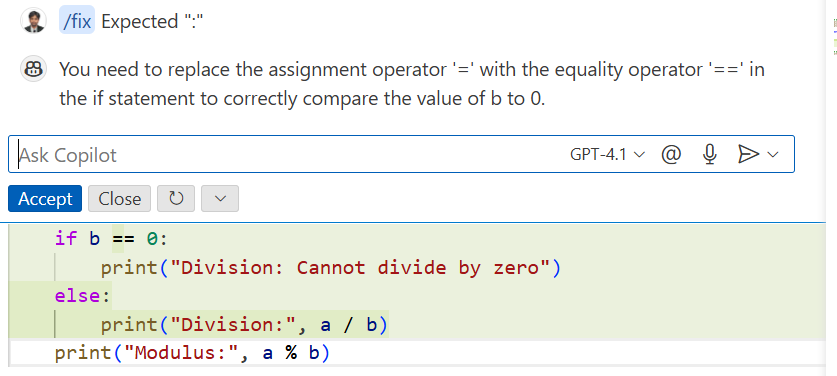 /fix Expected ":"
You need to replace the assignment operator '=' with the equality operator '==' in
the if statement to correctly compare the value of b to 0.
Ask Copilot GPT-4.1 @
Accept Close
if b == 0:
print("Division: Cannot divide by zero")
else:
print("Division:", a / b)
print("Modulus:", a % b)